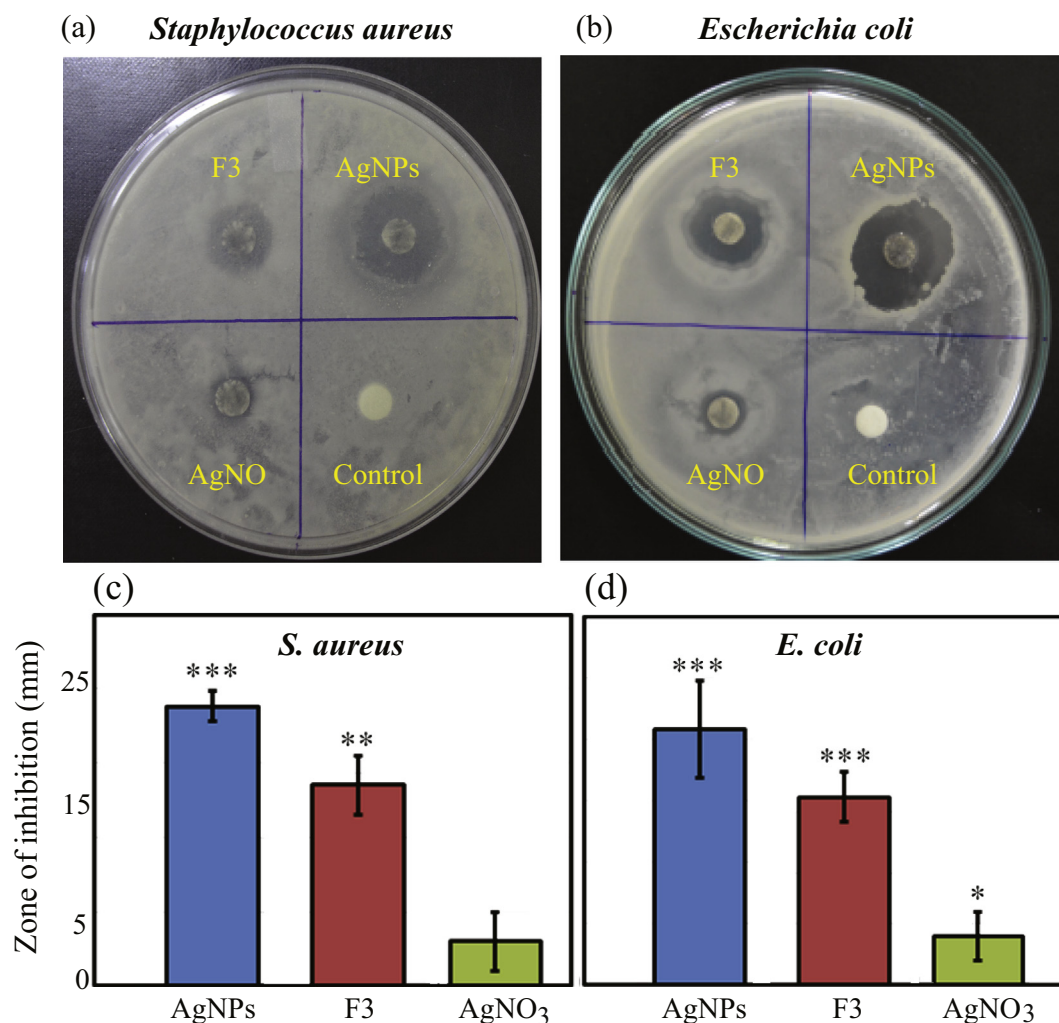 (a) Staphylococcus aureus
(b) Escherichia coli
F3 AgNPs
AgNO Control
F3 AgNPs
AgNO Control
(c)
S. aureus
Zone of inhibition (mm)
25
15
5
0
***
**
AgNPs F3 AgNO₃
(d)
E. coli
***
***
*
AgNPs F3 AgNO₃